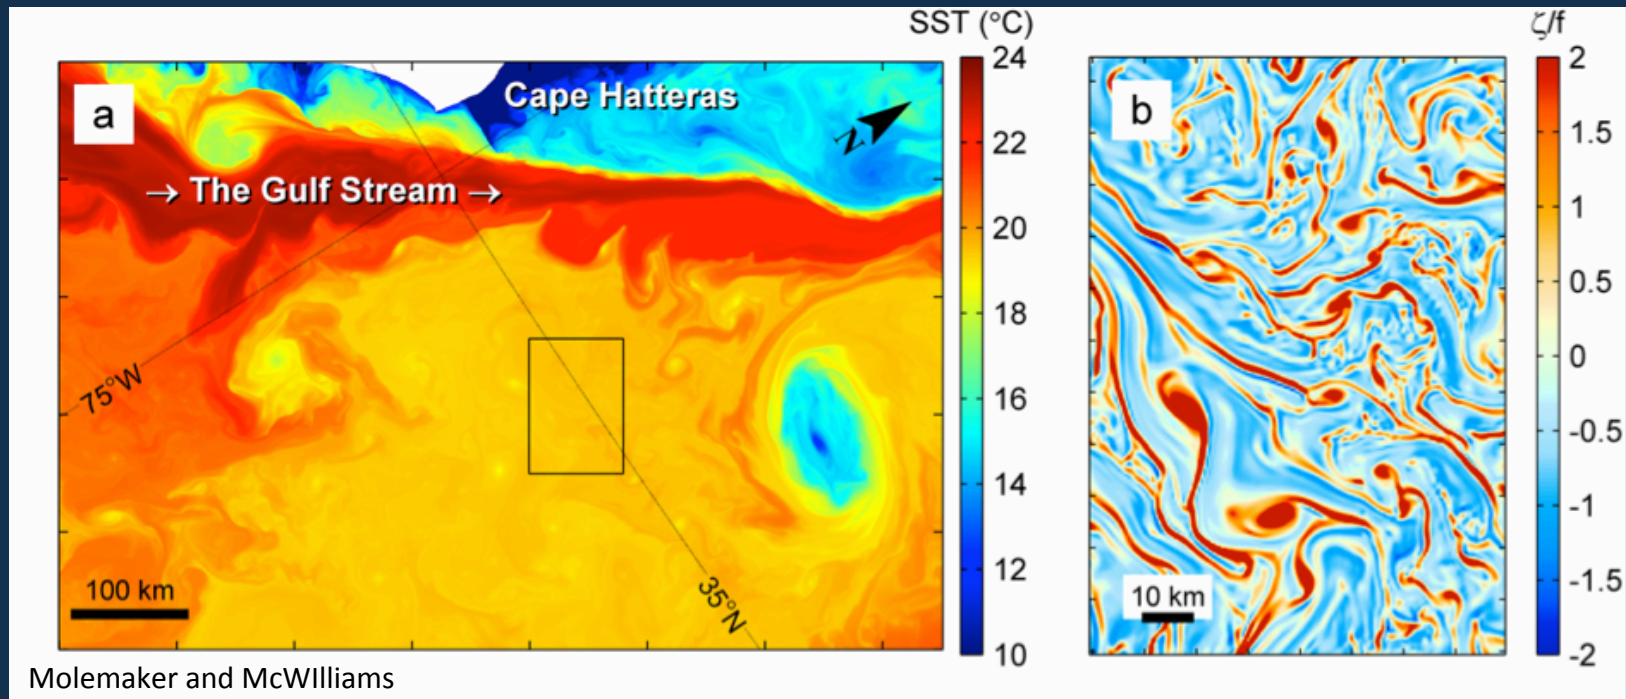 SST (°C)
ζ/f
a
Cape Hatteras
N
→ The Gulf Stream →
75°W
35°N
100 km
24
22
20
18
16
14
12
10
b
10 km
2
1.5
1
0.5
0
-0.5
-1
-1.5
-2
Molemaker and McWIlliams